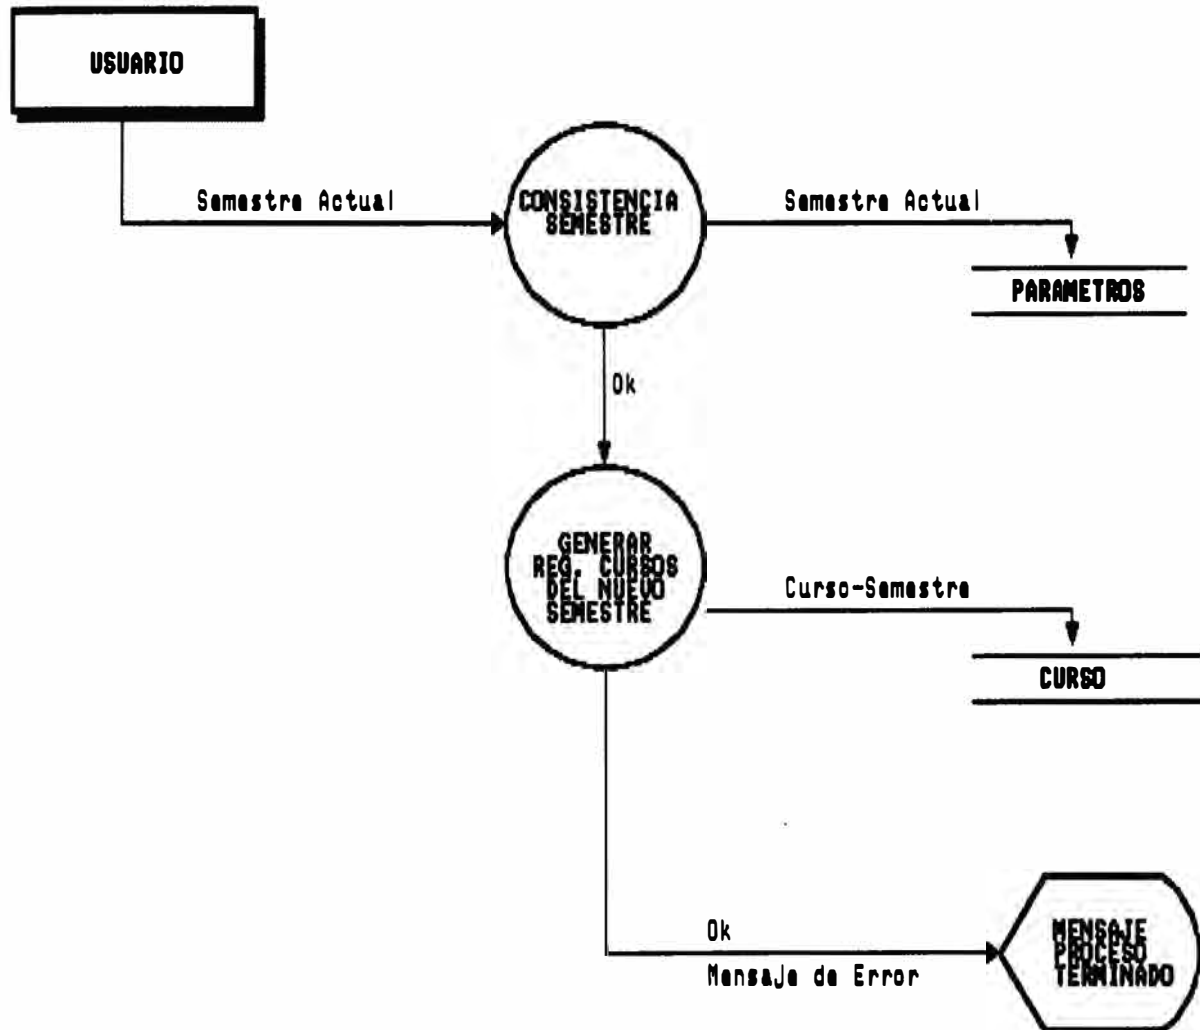 USUARIO
Semestre Actual
CONSISTENCIA
SEMESTRE
Semestre Actual
PARAMETROS
Ok
GENERAR
REG. CURSOS
DEL NUEVO
SEMESTRE
Curso-Semestre
CURSO
Ok
Mensaje de Error
MENSAJE
PROCESO
TERMINADO